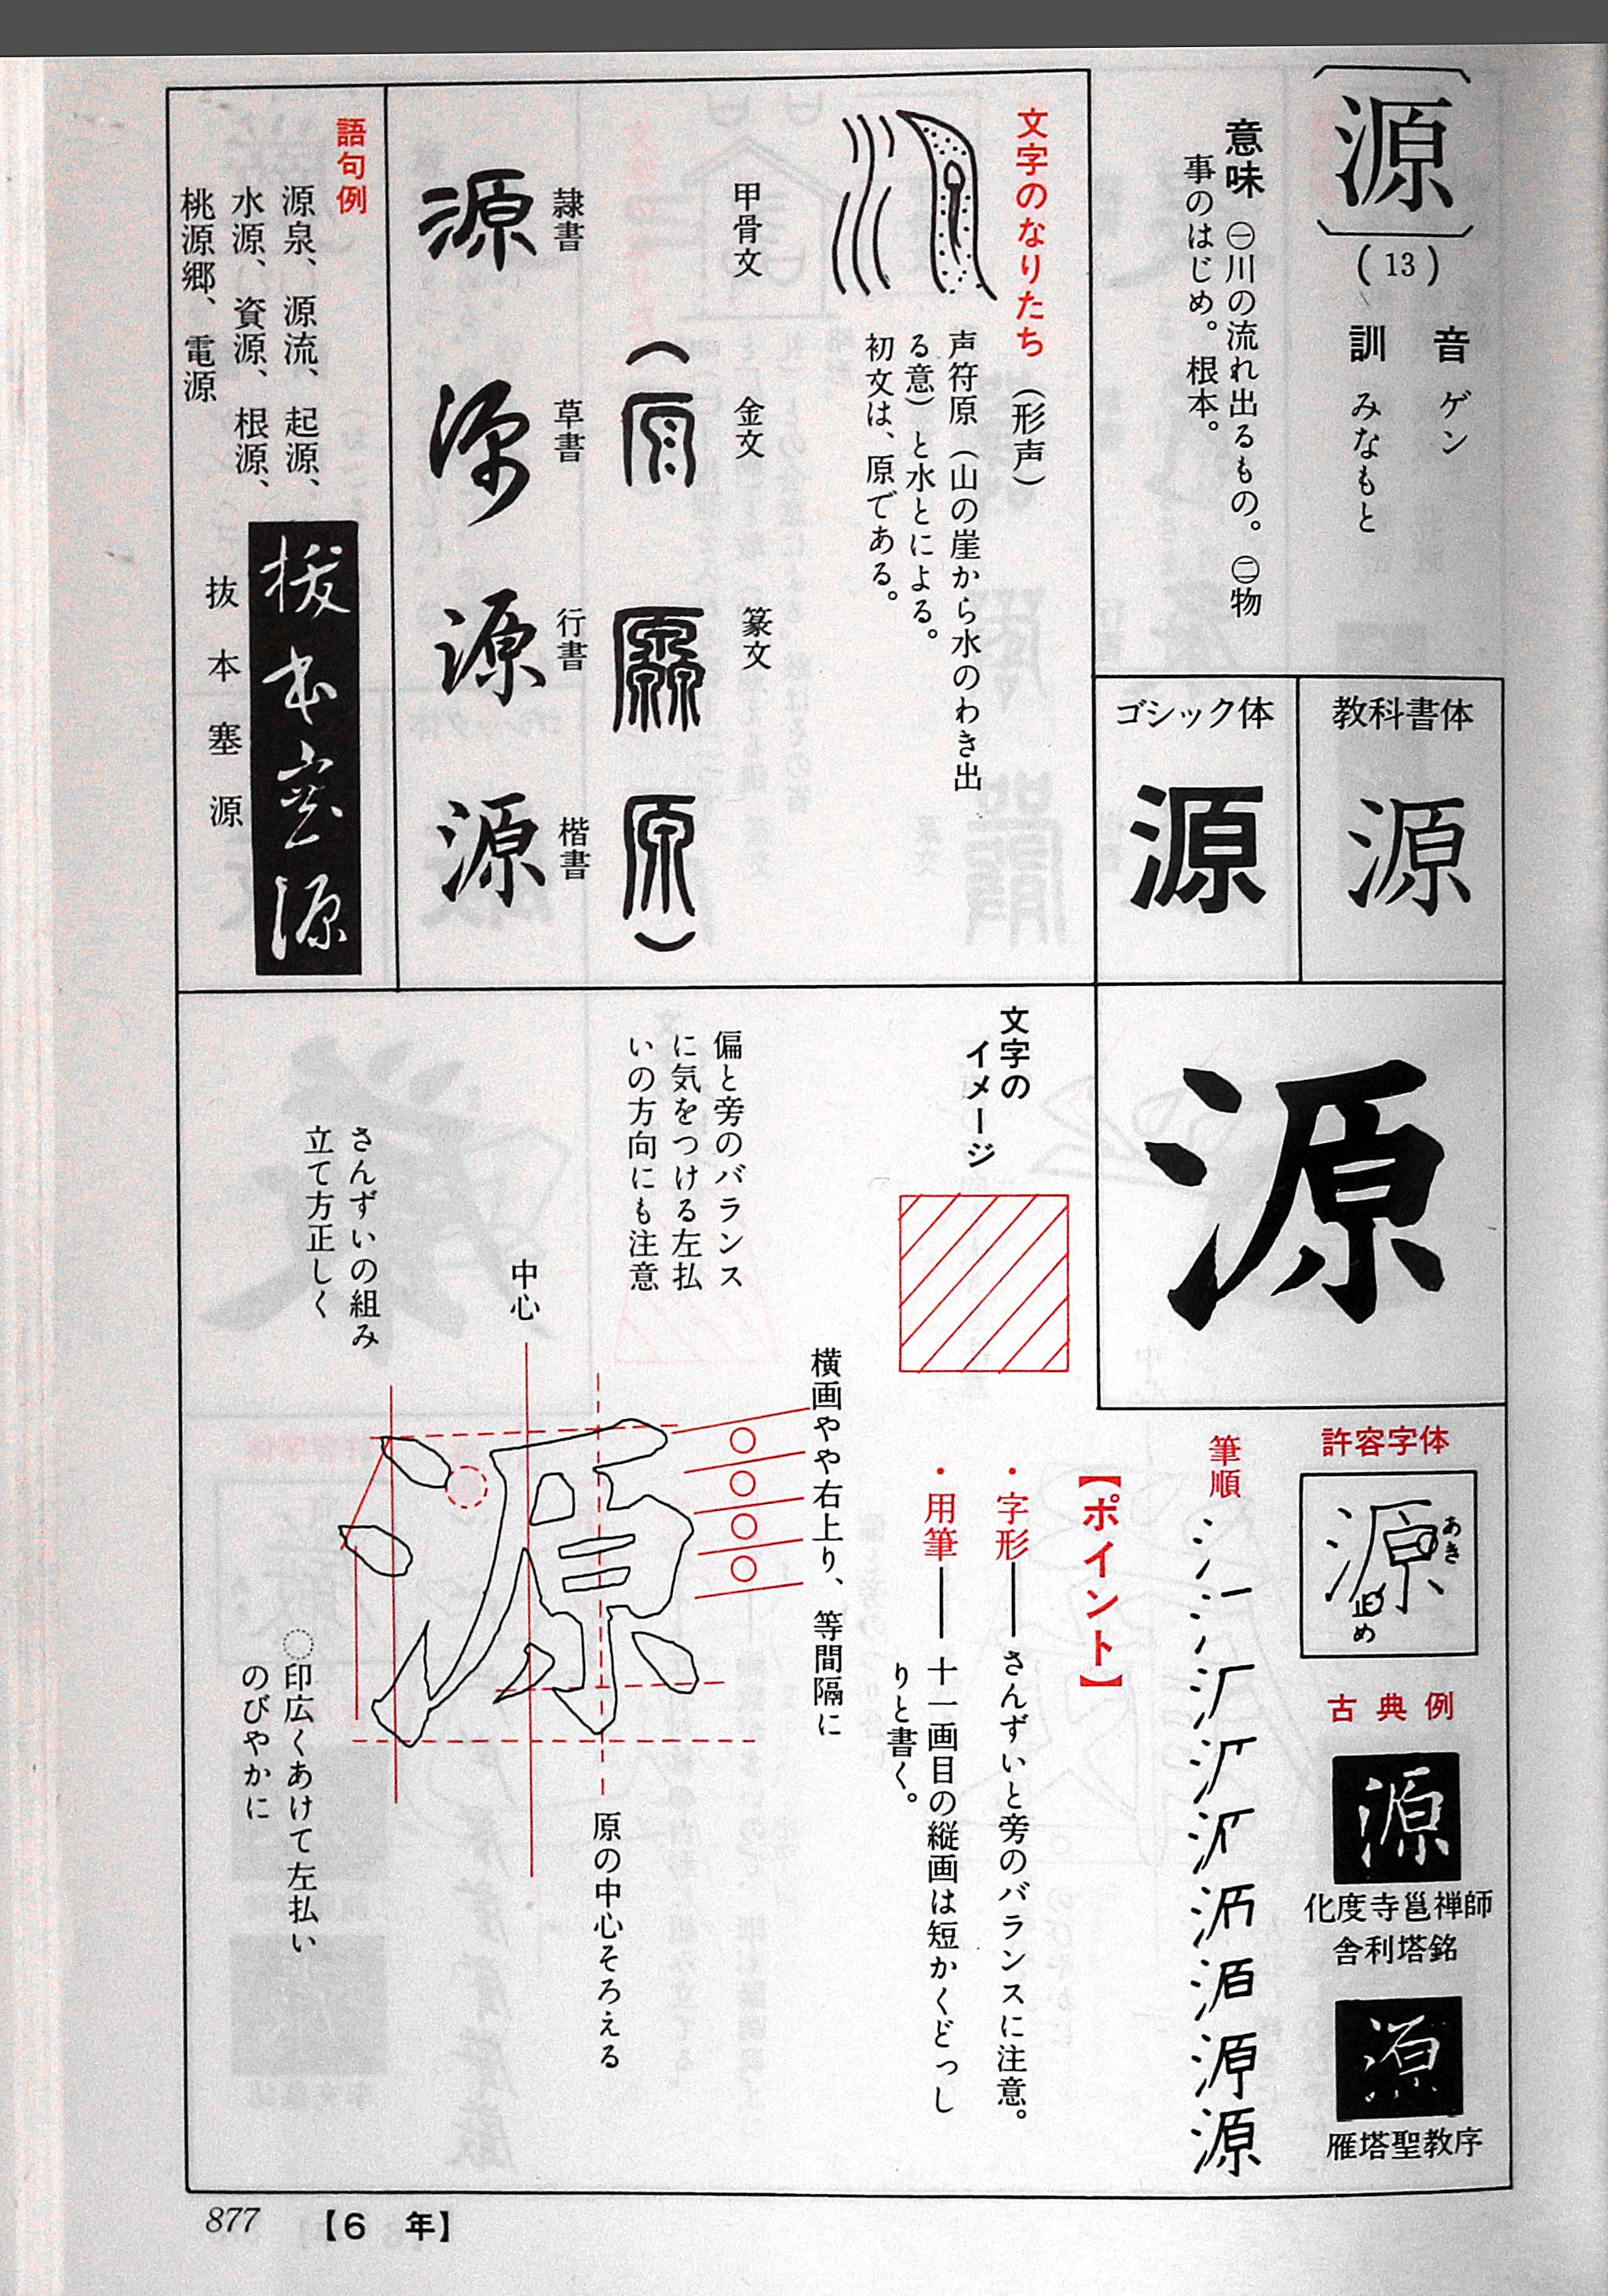 源
(13)
音 ゲン
訓 みなもと
意味 ㊀川の流れ出るもの。㊁物
事のはじめ。根本。
教科書体
源
ゴシック体
源
文字のなりたち (形声)
声符原(山の崖から水のわき出
る意)と水とによる。
初文は、原である。
甲骨文
金文
篆文
隷書
源
草書
源
行書
源
楷書
源
語句例
源泉、源流、起源、
水源、資源、根源、
桃源郷、電源
抜本塞源
抜本塞源
源
許容字体
源
あき
止め
古典例
源
化度寺邕禅師
舎利塔銘
源
雁塔聖教序
筆順
源
【ポイント】
・字形―さんずいと旁のバランスに注意。
・用筆―十一画目の縦画は短かくどっし
りと書く。
文字の
イメージ
横画やや右上り、等間隔に
偏と旁のバランス
に気をつける左払
いの方向にも注意
中心
原の中心そろえる
さんずいの組み
立て方正しく
○印広くあけて左払い
のびやかに
源
877 【6 年】